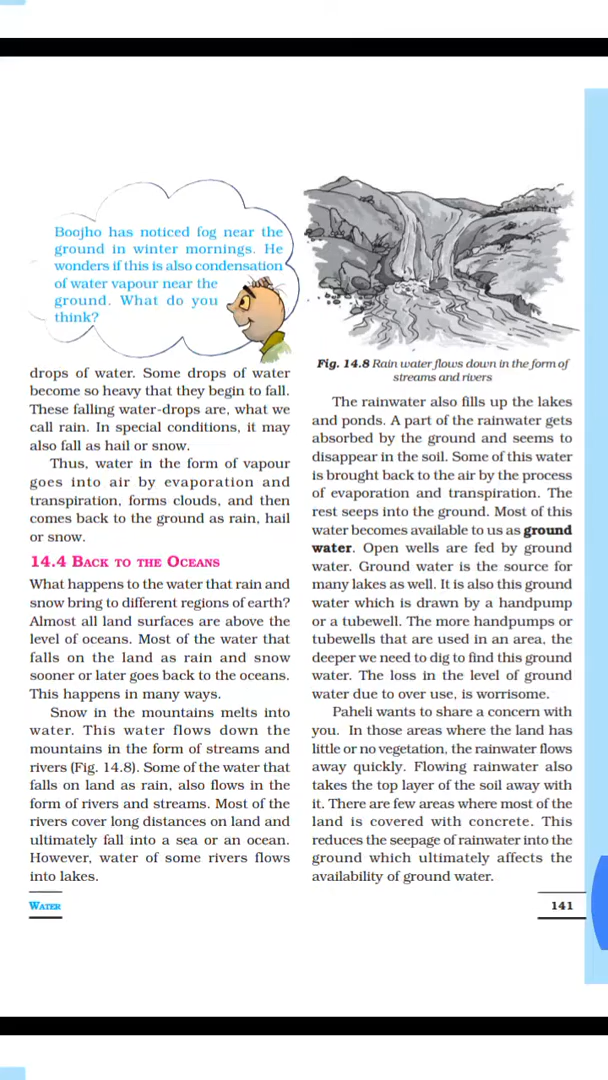 Boojho has noticed fog near the
ground in winter mornings. He
wonders if this is also condensation
of water vapour near the
ground. What do you
think?
drops of water. Some drops of water
become so heavy that they begin to fall.
These falling water-drops are, what we
call rain. In special conditions, it may
also fall as hail or snow.
Thus, water in the form of vapour
goes into air by evaporation and
transpiration, forms clouds, and then
comes back to the ground as rain, hail
or snow.
14.4 BACK TO THE OCEANS
What happens to the water that rain and
snow bring to different regions of earth?
Almost all land surfaces are above the
level of oceans. Most of the water that
falls on the land as rain and snow
sooner or later goes back to the oceans.
This happens in many ways.
Snow in the mountains melts into
water. This water flows down the
mountains in the form of streams and
rivers (Fig. 14.8). Some of the water that
falls on land as rain, also flows in the
form of rivers and streams. Most of the
rivers cover long distances on land and
ultimately fall into a sea or an ocean.
However, water of some rivers flows
into lakes.
Fig. 14.8 Rain water flows down in the form of
streams and rivers
The rainwater also fills up the lakes
and ponds. A part of the rainwater gets
absorbed by the ground and seems to
disappear in the soil. Some of this water
is brought back to the air by the process
of evaporation and transpiration. The
rest seeps into the ground. Most of this
water becomes available to us as ground
water. Open wells are fed by ground
water. Ground water is the source for
many lakes as well. It is also this ground
water which is drawn by a handpump
or a tubewell. The more handpumps or
tubewells that are used in an area, the
deeper we need to dig to find this ground
water. The loss in the level of ground
water due to over use, is worrisome.
Paheli wants to share a concern with
you. In those areas where the land has
little or no vegetation, the rainwater flows
away quickly. Flowing rainwater also
takes the top layer of the soil away with
it. There are few areas where most of the
land is covered with concrete. This
reduces the seepage of rainwater into the
ground which ultimately affects the
availability of ground water.
WATER
141